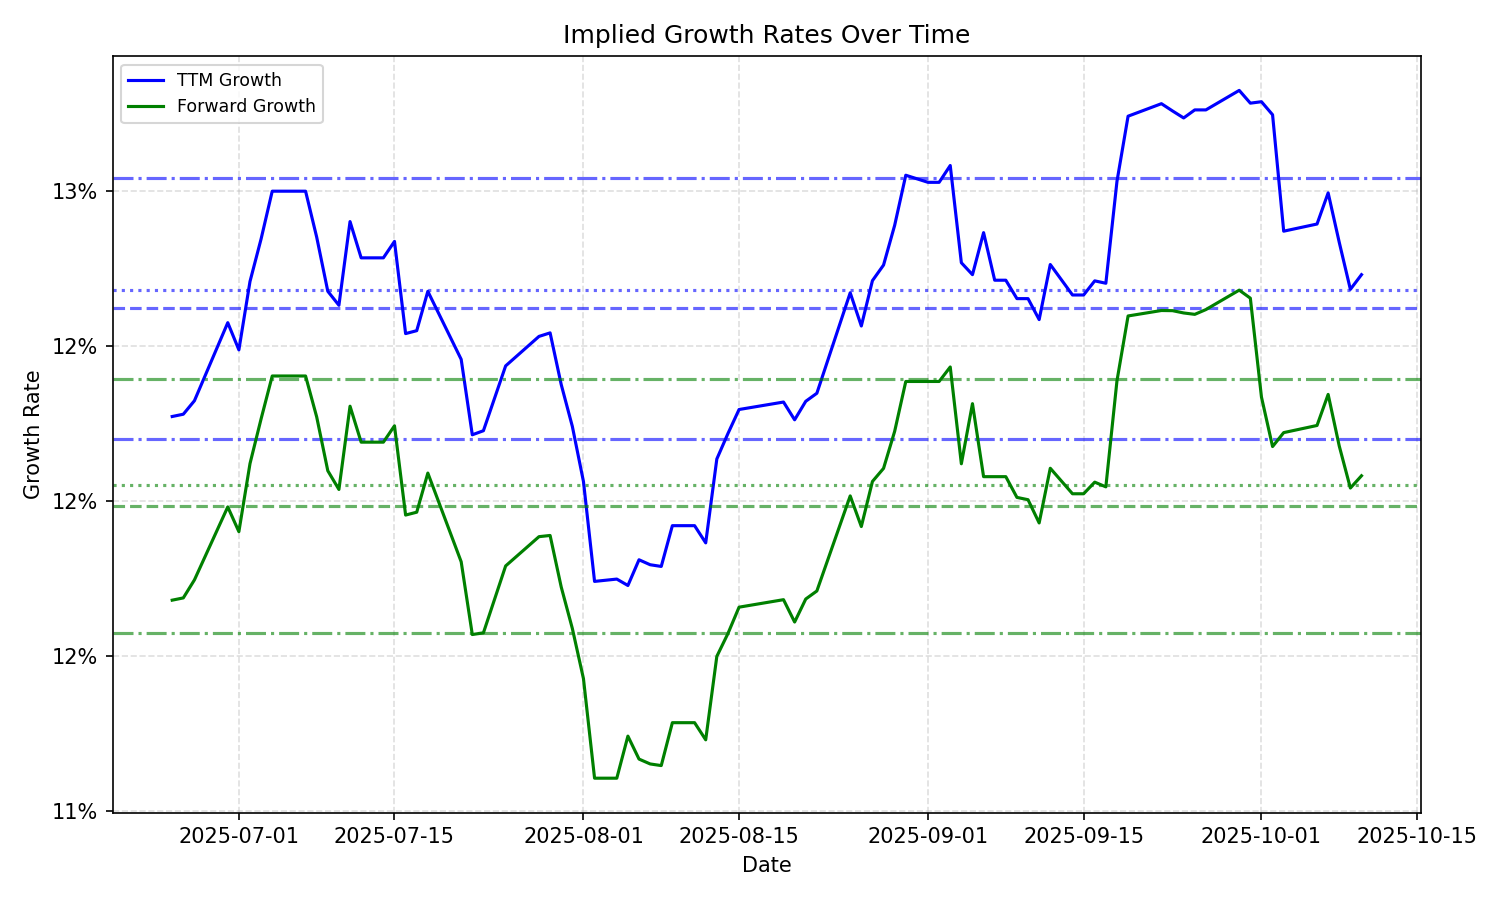 Implied Growth Rates Over Time
TTM Growth
Forward Growth
Growth Rate
13%
12%
12%
12%
11%
2025-07-01
2025-07-15
2025-08-01
2025-08-15
2025-09-01
2025-09-15
2025-10-01
2025-10-15
Date